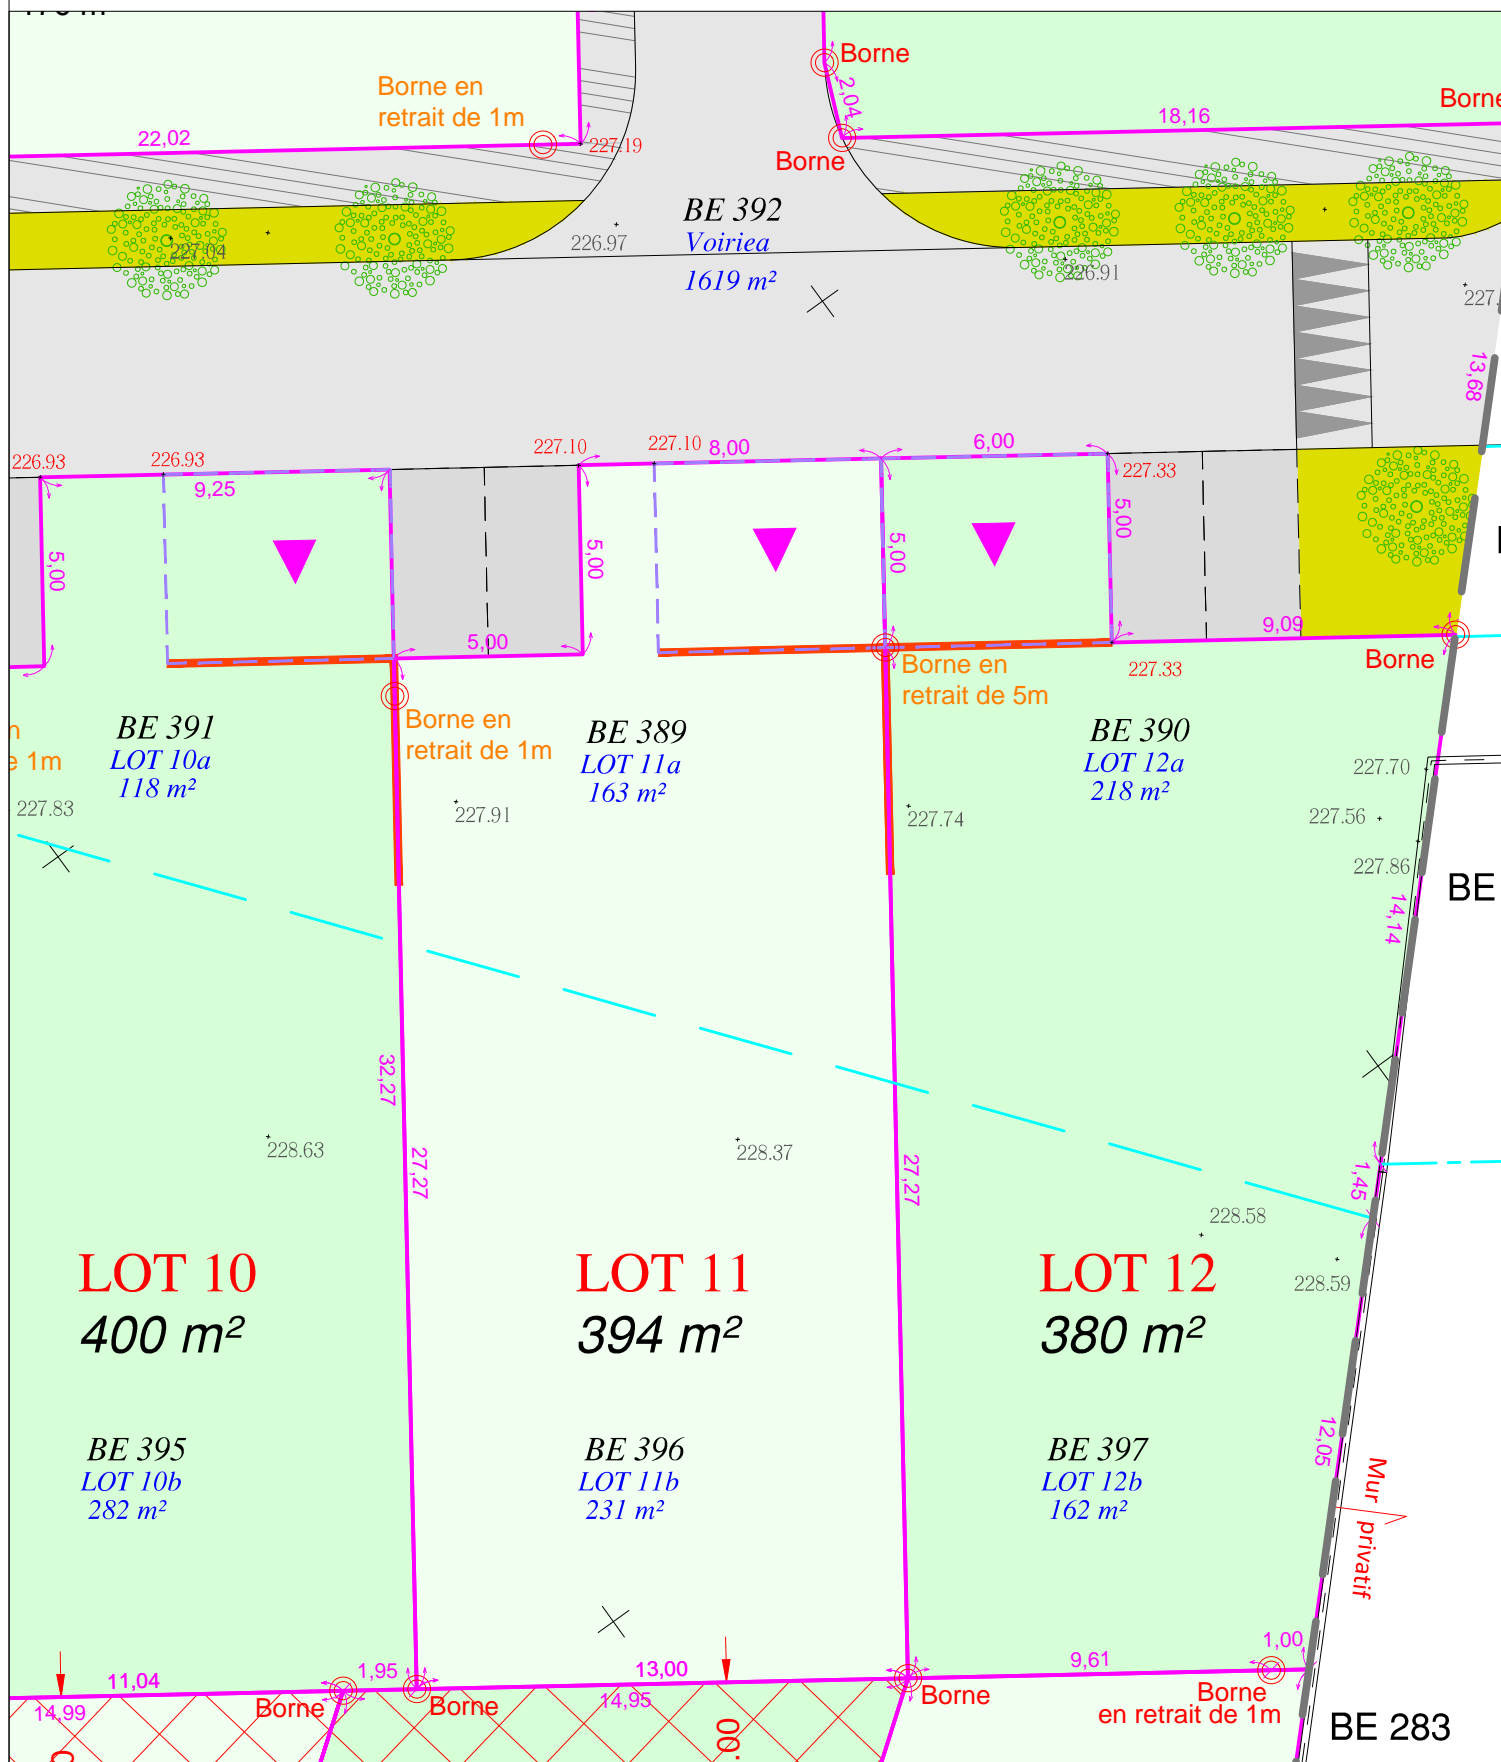 Borne
Borne en
retrait de 1m
2,04
22,02
227.19
Borne
18,16
Borne
BE 392
Voiriea
1619 m²
226.97
227.04
226.91
227.
13,68
226.93
226.93
9,25
227.10
227.10
8,00
6,00
227.33
5,00
5,00
5,00
5,00
5,00
9,09
227.33
Borne
Borne en
retrait de 5m
Borne en
retrait de 1m
BE 391
LOT 10a
118 m²
BE 389
LOT 11a
163 m²
BE 390
LOT 12a
218 m²
e 1m
227.83
227.91
227.74
227.70
227.56
227.86
BE
14,14
32,27
27,27
27,27
228.63
228.37
1,45
228.58
228.59
LOT 10
400 m²
LOT 11
394 m²
LOT 12
380 m²
BE 395
LOT 10b
282 m²
BE 396
LOT 11b
231 m²
BE 397
LOT 12b
162 m²
12,05
Mur privatif
11,04
1,95
13,00
9,61
1,00
14,99
Borne
Borne
14,95
Borne
Borne
en retrait de 1m
.00
BE 283